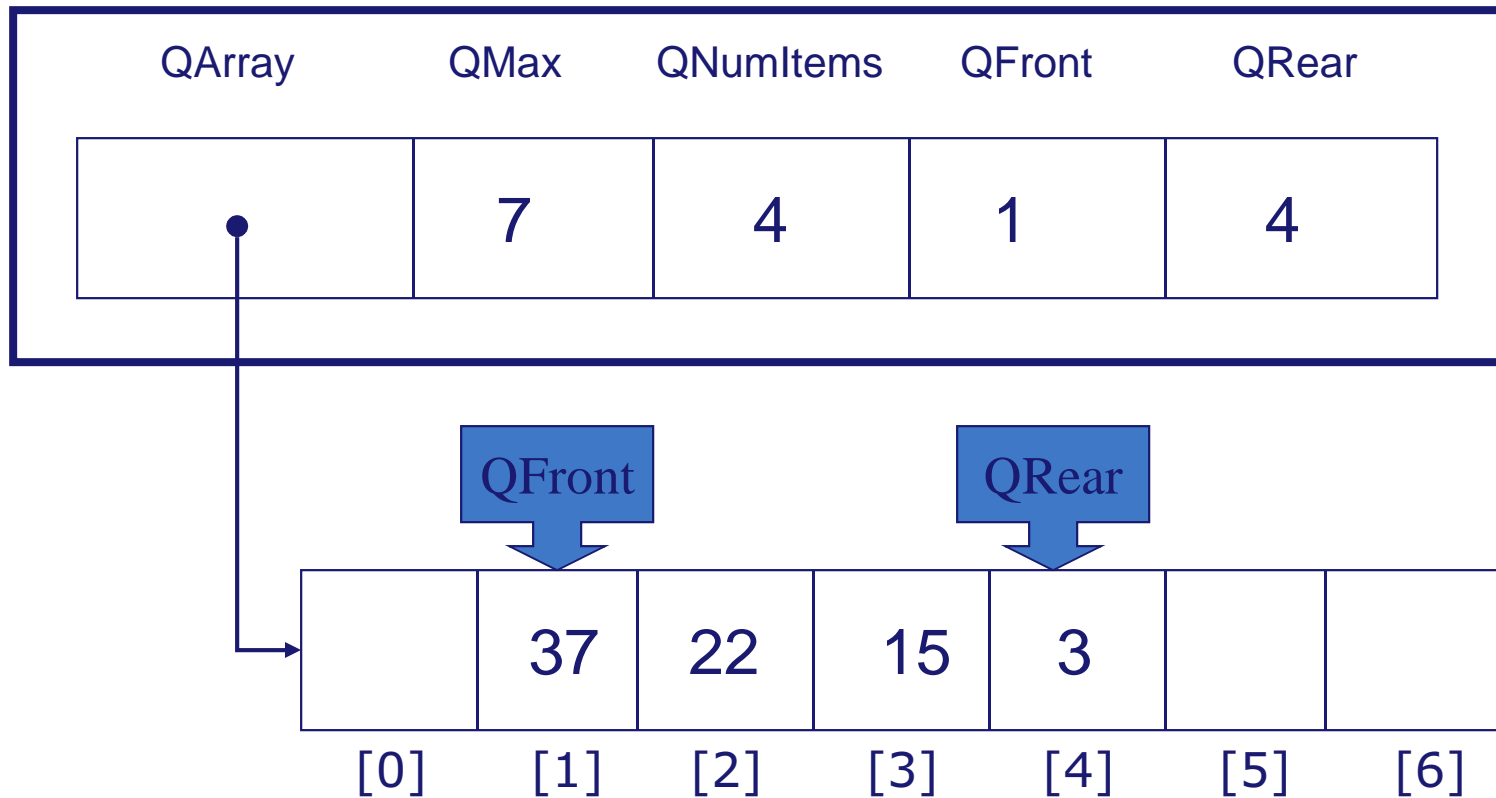 QArray QMax QNumItems QFront QRear
7 4 1 4
QFront QRear
37 22 15 3
[0] [1] [2] [3] [4] [5] [6]